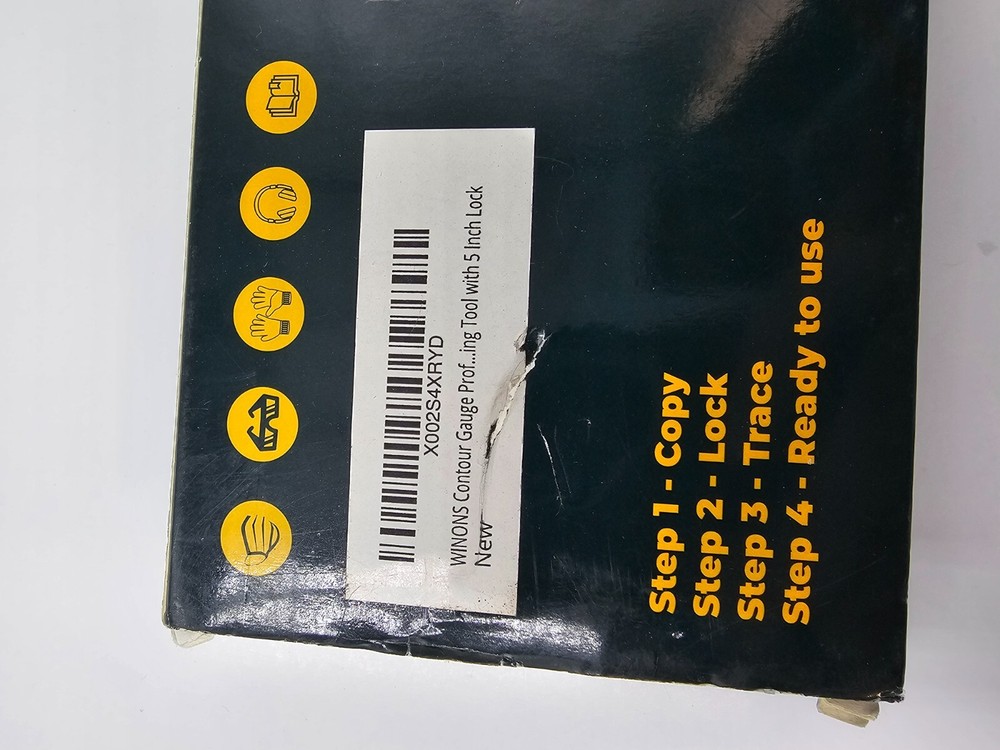 X002S4XRYD
WINONS Contour Gauge Prof...ing Tool with 5 Inch Lock
New
Step 1 - Copy
Step 2 - Lock
Step 3 - Trace
Step 4 - Ready to use